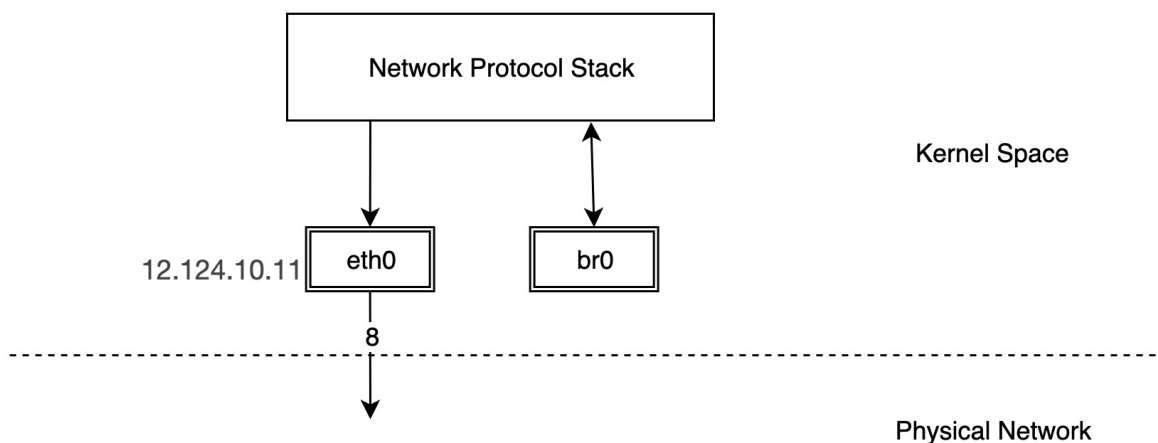 Network Protocol Stack
Kernel Space
12.124.10.11
eth0
br0
8
Physical Network